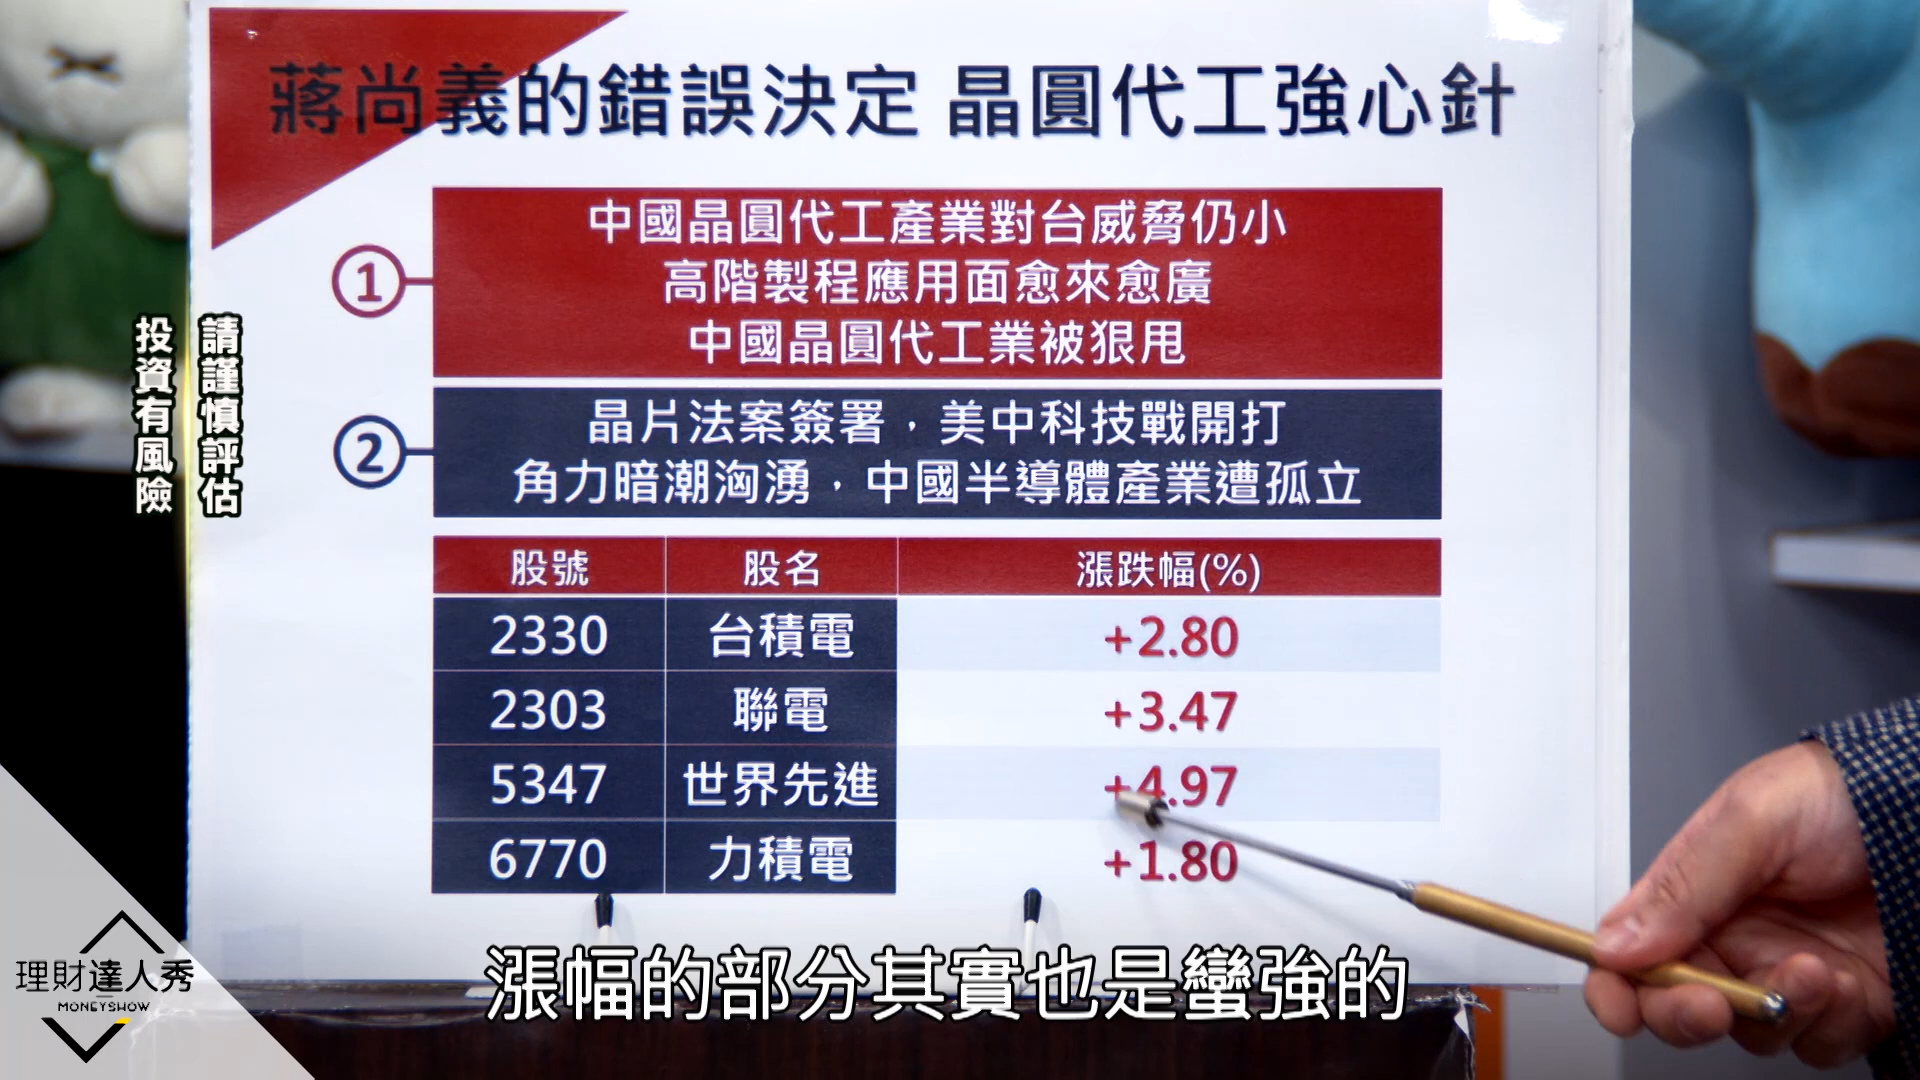 蔣尚義的錯誤決定 晶圓代工強心針
①
中國晶圓代工產業對台威脅仍小
高階製程應用面愈來愈廣
中國晶圓代工業被狠甩
②
晶片法案簽署，美中科技戰開打
角力暗潮洶湧，中國半導體產業遭孤立
股號 股名 漲跌幅(%)
2330 台積電 +2.80
2303 聯電 +3.47
5347 世界先進 +4.97
6770 力積電 +1.80
投資有風險
請謹慎評估
理財達人秀
MONEYSHOW
漲幅的部分其實也是蠻強的